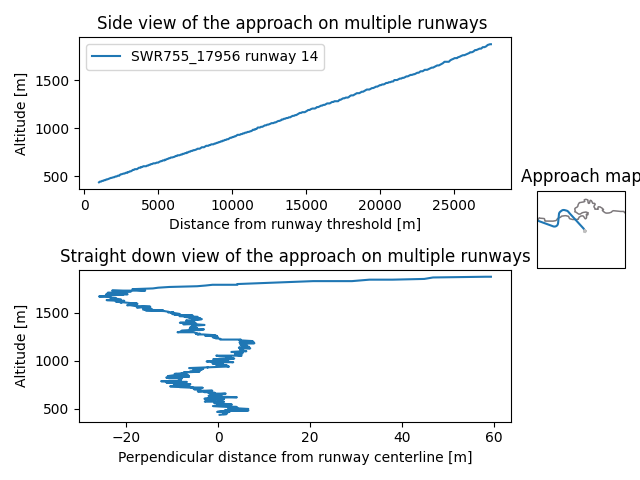 Side view of the approach on multiple runways
SWR755_17956 runway 14
Altitude [m]
1500
1000
500
0
5000
10000
15000
20000
25000
Distance from runway threshold [m]
Approach map
Straight down view of the approach on multiple runways
Altitude [m]
1500
1000
500
−20
0
20
40
60
Perpendicular distance from runway centerline [m]